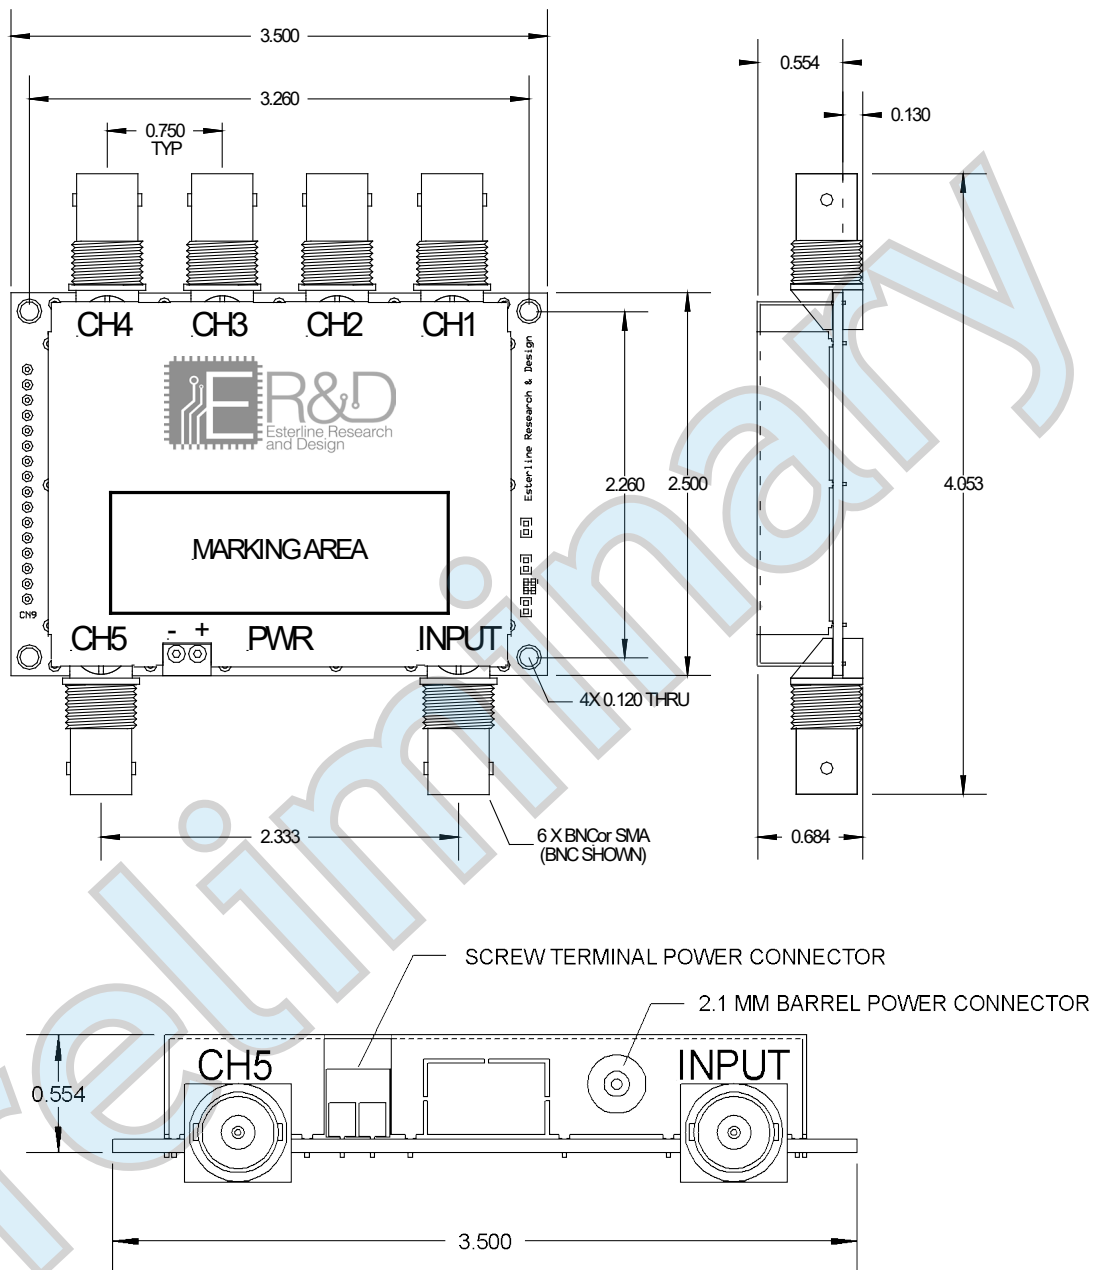 3.500
0.554
3.260
0.130
0.750
TYP
CH4 CH3 CH2 CH1
ER&D
Esterline Research
and Design
Esterline Research & Design
2.260
2.500
4.053
MARKING AREA
CN9
CH5 - + PWR INPUT
4X 0.120 THRU
2.333
6 X BNCor SMA
(BNC SHOWN)
0.684
SCREW TERMINAL POWER CONNECTOR
2.1 MM BARREL POWER CONNECTOR
CH5 INPUT
0.554
3.500
reliminary